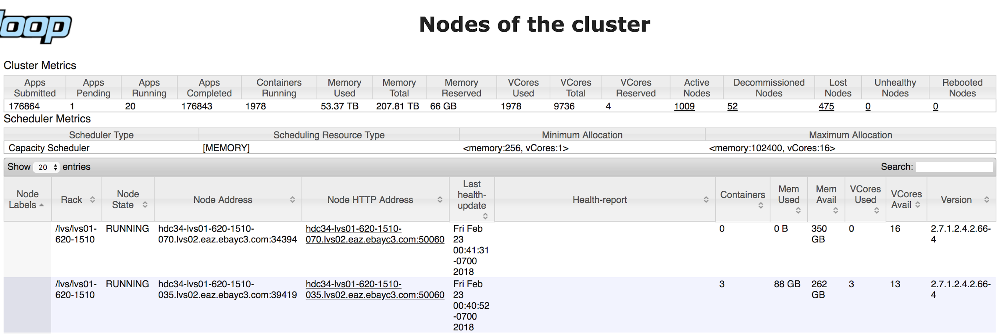 loop
Nodes of the cluster
Cluster Metrics
Apps Submitted Apps Pending Apps Running Apps Completed Containers Running Memory Used Memory Total Memory Reserved VCores Used VCores Total VCores Reserved Active Nodes Decommissioned Nodes Lost Nodes Unhealthy Nodes Rebooted Nodes
176864 1 20 176843 1978 53.37 TB 207.81 TB 66 GB 1978 9736 4 1009 52 475 0 0
Scheduler Metrics
Scheduler Type Scheduling Resource Type Minimum Allocation Maximum Allocation
Capacity Scheduler [MEMORY] <memory:256, vCores:1> <memory:102400, vCores:16>
Show 20 entries Search:
Node Labels Rack Node State Node Address Node HTTP Address Last health-update Health-report Containers Mem Used Mem Avail VCores Used VCores Avail Version
/lvs/lvs01-620-1510 RUNNING hdc34-lvs01-620-1510-070.lvs02.eaz.ebayc3.com:34394 hdc34-lvs01-620-1510-070.lvs02.eaz.ebayc3.com:50060 Fri Feb 23 00:41:31 -0700 2018 0 0 B 350 GB 0 16 2.7.1.2.4.2.66-4
/lvs/lvs01-620-1510 RUNNING hdc34-lvs01-620-1510-035.lvs02.eaz.ebayc3.com:39419 hdc34-lvs01-620-1510-035.lvs02.eaz.ebayc3.com:50060 Fri Feb 23 00:40:52 -0700 2018 3 88 GB 262 GB 3 13 2.7.1.2.4.2.66-4